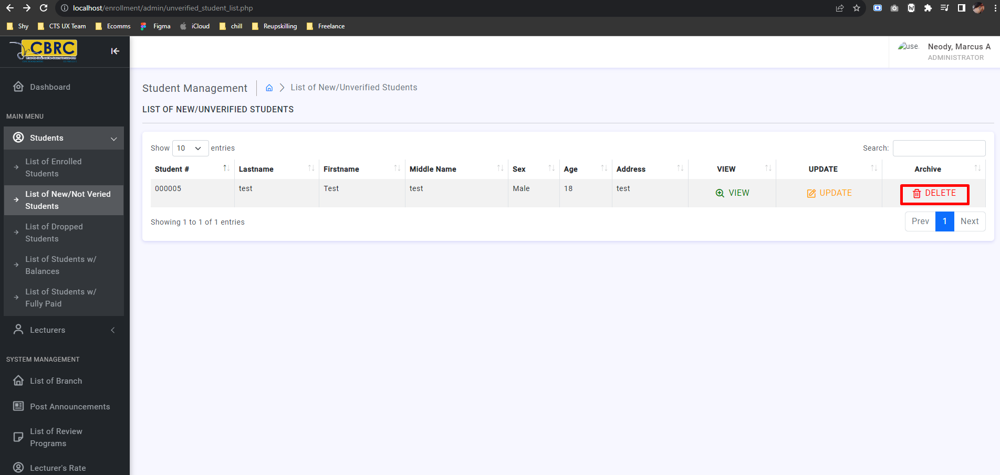 localhost/enrollment/admin/unverified_student_list.php
Shy CTS UX Team Ecomms Figma iCloud chill Reupskilling Freelance
CBRC
Neody, Marcus A
ADMINISTRATOR
use
Dashboard
MAIN MENU
Students
List of Enrolled
Students
List of New/Not Veried
Students
List of Dropped
Students
List of Students w/
Balances
List of Students w/
Fully Paid
Lecturers
SYSTEM MANAGEMENT
List of Branch
Post Announcements
List of Review
Programs
Lecturer's Rate
Student Management
List of New/Unverified Students
LIST OF NEW/UNVERIFIED STUDENTS
Show 10 entries
Search:
Student # Lastname Firstname Middle Name Sex Age Address VIEW UPDATE Archive
000005 test Test test Male 18 test VIEW UPDATE DELETE
Showing 1 to 1 of 1 entries
Prev 1 Next